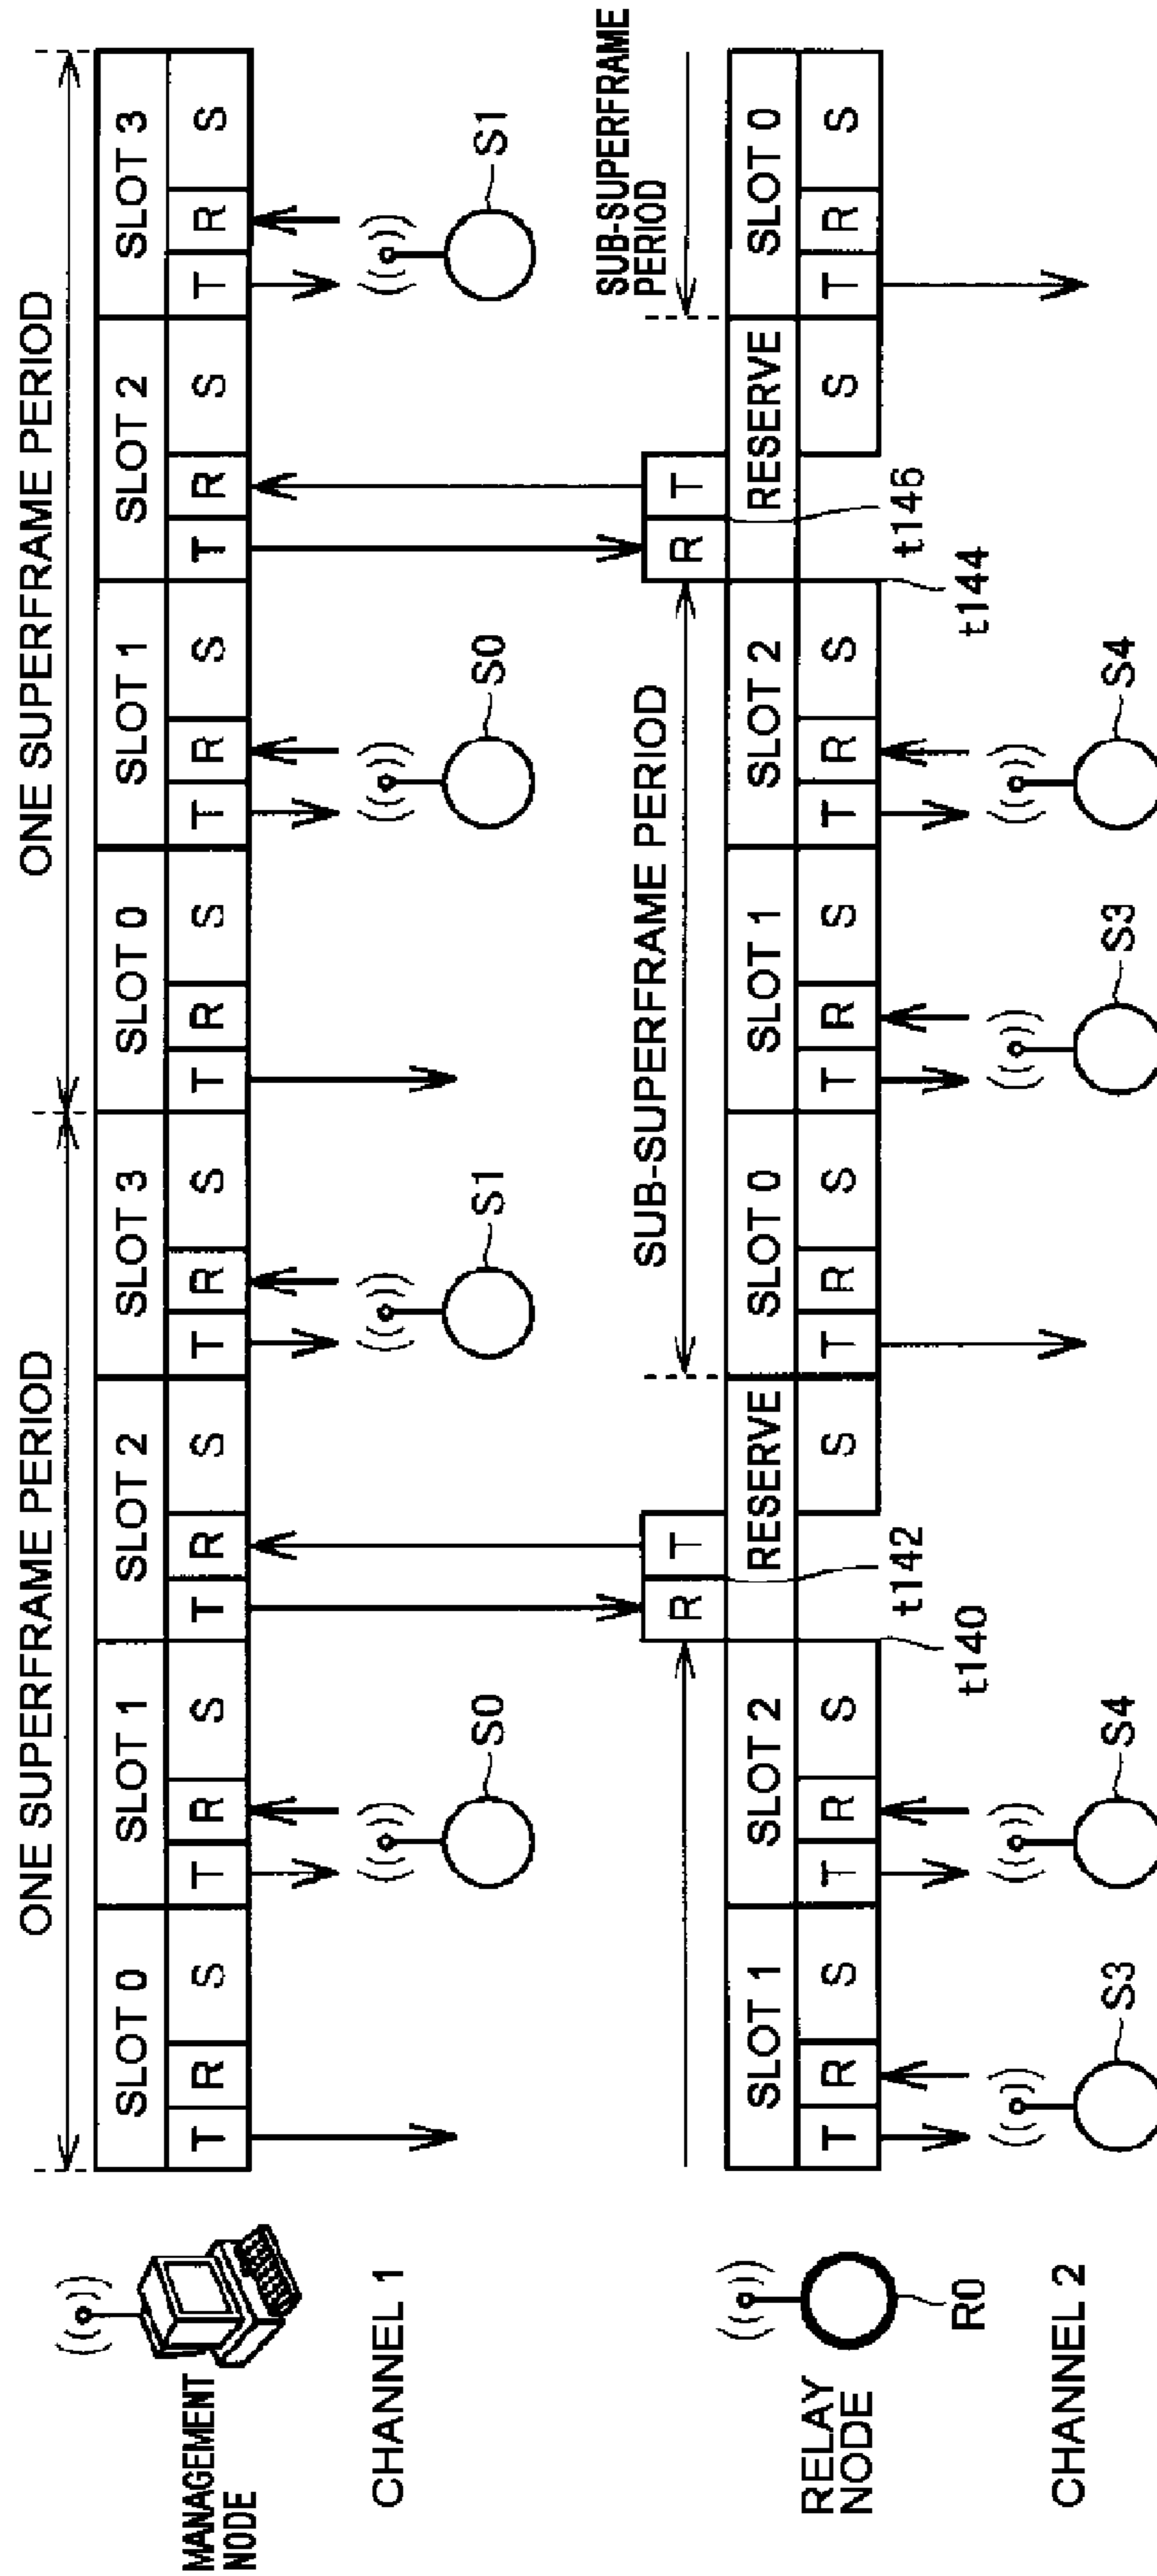 ONE SUPERFRAME PERIOD
ONE SUPERFRAME PERIOD
SLOT 0
SLOT 1
SLOT 2
SLOT 3
SLOT 0
SLOT 1
SLOT 2
SLOT 3
T R S T R S T R S T R S T R S T R S T R S T R S
MANAGEMENT
NODE
CHANNEL 1
S0
S1
S0
S1
SUB-SUPERFRAME PERIOD
SUB-SUPERFRAME
PERIOD
R T
R T
SLOT 1
SLOT 2
RESERVE
SLOT 0
SLOT 1
SLOT 2
RESERVE
SLOT 0
T R S T R S S T R S T R S T R S S T R S
RELAY
NODE
R0
CHANNEL 2
t142
t140
t146
t144
S3
S4
S3
S4